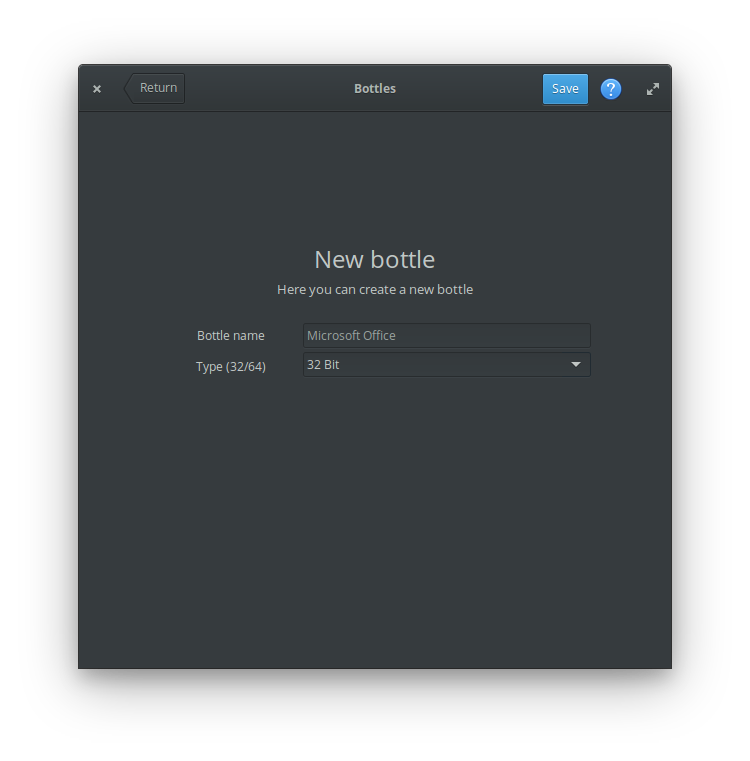 Return Bottles Save ?
New bottle
Here you can create a new bottle
Bottle name Microsoft Office
Type (32/64) 32 Bit